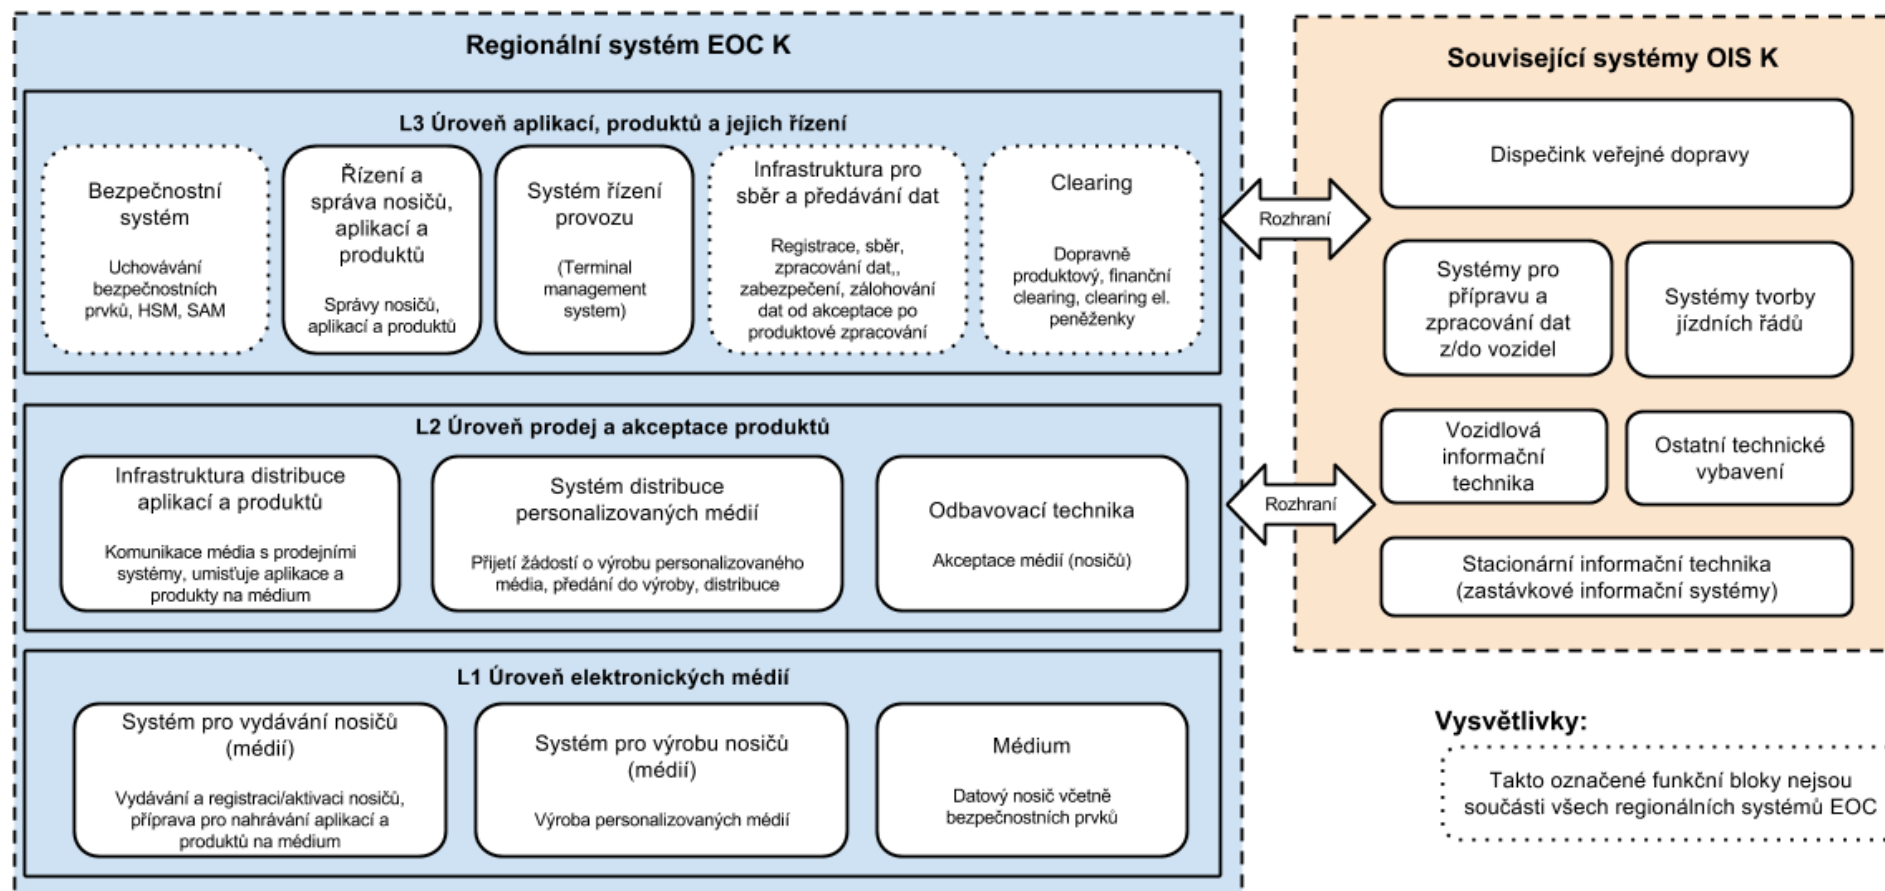 Regionální systém EOC K
L3 Úroveň aplikací, produktů a jejich řízení
Bezpečnostní
systém
Uchovávání
bezpečnostních
prvků, HSM, SAM
Řízení a
správa nosičů,
aplikací a
produktů
Správy nosičů,
aplikací a produktů
Systém řízení
provozu
(Terminal
management
system)
Infrastruktura pro
sběr a předávání dat
Registrace, sběr,
zpracování dat,,
zabezpečení, zálohování
dat od akceptace po
produktové zpracování
Clearing
Dopravně
produktový, finanční
clearing, clearing el.
peněženky
L2 Úroveň prodej a akceptace produktů
Infrastruktura distribuce
aplikací a produktů
Komunikace média s prodejními
systémy, umisťuje aplikace a
produkty na médium
Systém distribuce
personalizovaných médií
Přijetí žádostí o výrobu personalizovaného
média, předání do výroby, distribuce
Odbavovací technika
Akceptace médií (nosičů)
L1 Úroveň elektronických médií
Systém pro vydávání nosičů
(médií)
Vydávání a registraci/aktivaci nosičů,
příprava pro nahrávání aplikací a
produktů na médium
Systém pro výrobu nosičů
(médií)
Výroba personalizovaných médií
Médium
Datový nosič včetně
bezpečnostních prvků
Rozhraní
Rozhraní
Související systémy OIS K
Dispečink veřejné dopravy
Systémy pro
přípravu a
zpracování dat
z/do vozidel
Systémy tvorby
jízdních řádů
Vozidlová
informační
technika
Ostatní technické
vybavení
Stacionární informační technika
(zastávkové informační systémy)
Vysvětlivky:
Takto označené funkční bloky nejsou
součásti všech regionálních systémů EOC